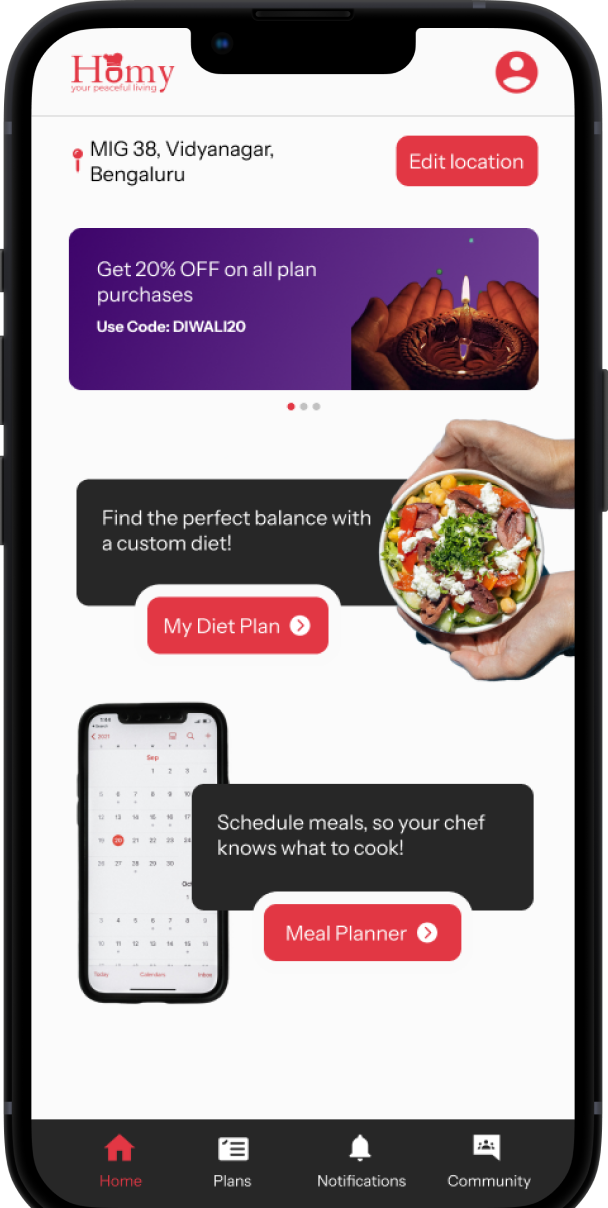 Homy
your peaceful living
MIG 38, Vidyanagar,
Bengaluru
Edit location
Get 20% OFF on all plan
purchases
Use Code: DIWALI20
Find the perfect balance with
a custom diet!
My Diet Plan
2021
Sep
1 2 3 4
5 6 7 8 9 10
12 13 14 15 16 17
19 20 21 22 23 24
26 27 28 29 30
Oct
1
3 4 5 6 7 8 9
10 11 12 13 14 15 16
Today Calendars Inbox
Schedule meals, so your chef
knows what to cook!
Meal Planner
Home Plans Notifications Community